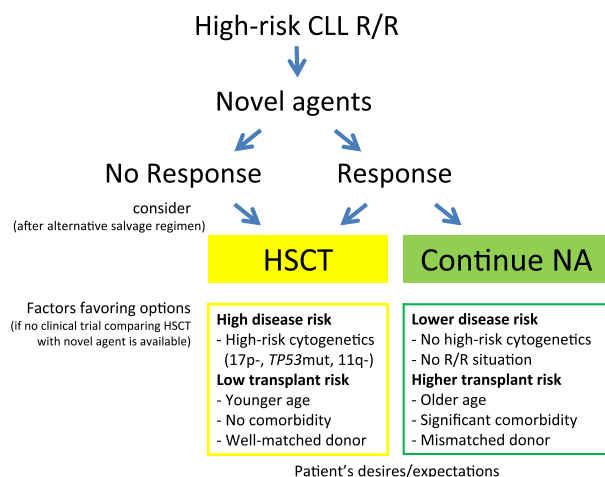 High-risk CLL R/R
Novel agents
No Response
Response
consider
(after alternative salvage regimen)
HSCT
Continue NA
Factors favoring options
(if no clinical trial comparing HSCT
with novel agent is available)
High disease risk
- High-risk cytogenetics
(17p-, TP53mut, 11q-)
Low transplant risk
- Younger age
- No comorbidity
- Well-matched donor
Lower disease risk
- No high-risk cytogenetics
- No R/R situation
Higher transplant risk
- Older age
- Significant comorbidity
- Mismatched donor
Patient's desires/expectations